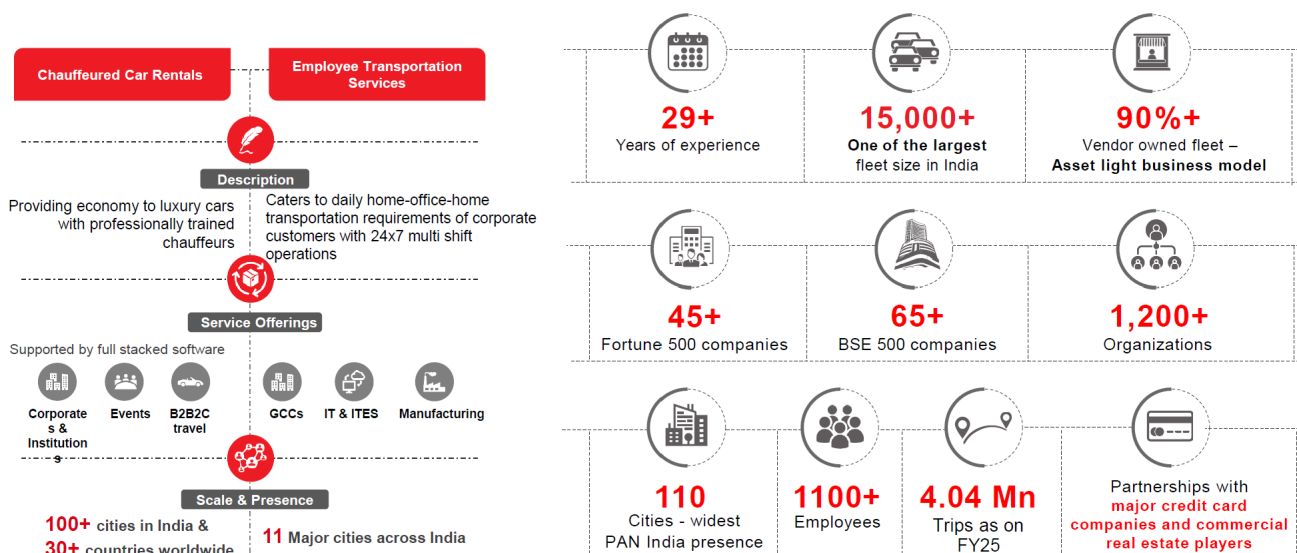 Chauffeured Car Rentals
Employee Transportation
Services
Description
Providing economy to luxury cars
with professionally trained
chauffeurs
Caters to daily home-office-home
transportation requirements of corporate
customers with 24x7 multi shift
operations
Service Offerings
Supported by full stacked software
Corporate
s &
Institution
s
Events
B2B2C
travel
GCCs
IT & ITES
Manufacturing
Scale & Presence
100+ cities in India &
30+ countries worldwide
11 Major cities across India
29+
Years of experience
15,000+
One of the largest
fleet size in India
90%+
Vendor owned fleet –
Asset light business model
45+
Fortune 500 companies
65+
BSE 500 companies
1,200+
Organizations
110
Cities - widest
PAN India presence
1100+
Employees
4.04 Mn
Trips as on
FY25
Partnerships with
major credit card
companies and commercial
real estate players